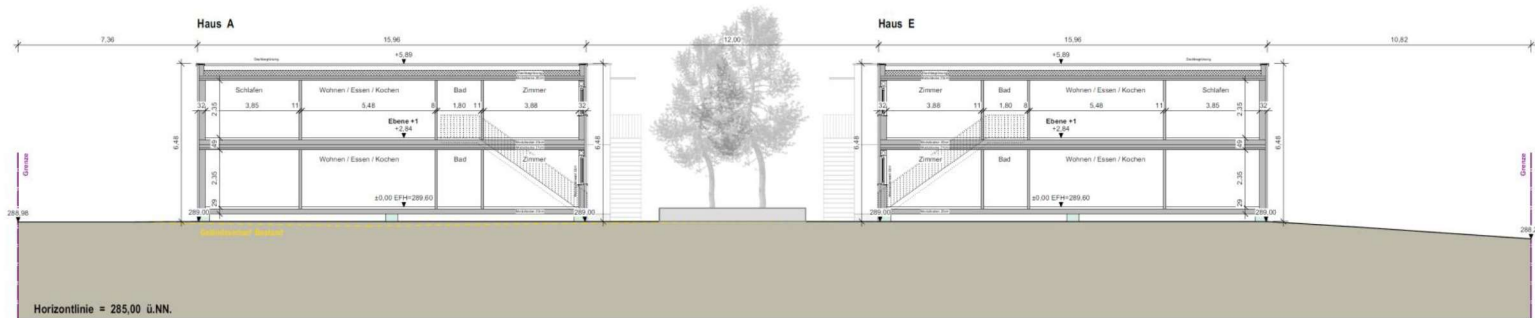 Haus A
Haus E
7,36
15,96
12,00
15,96
10,82
+5,89
+5,89
Schlafen
Wohnen / Essen / Kochen
Bad
Zimmer
Zimmer
Bad
Wohnen / Essen / Kochen
Schlafen
32
3,85
11
5,48
8
1,80
11
3,88
32
32
3,88
11
1,80
8
5,48
11
3,85
32
2,35
2,35
Ebene +1
+2,84
Ebene +1
+2,84
6,48
6,48
6,48
6,48
49
49
Wohnen / Essen / Kochen
Bad
Zimmer
Zimmer
Bad
Wohnen / Essen / Kochen
Grenze
Grenze
2,35
2,35
±0,00 EFH=289,60
±0,00 EFH=289,60
29
29
288,98
289,00
289,00
289,00
289,00
Horizontlinie = 285,00 ü.NN.